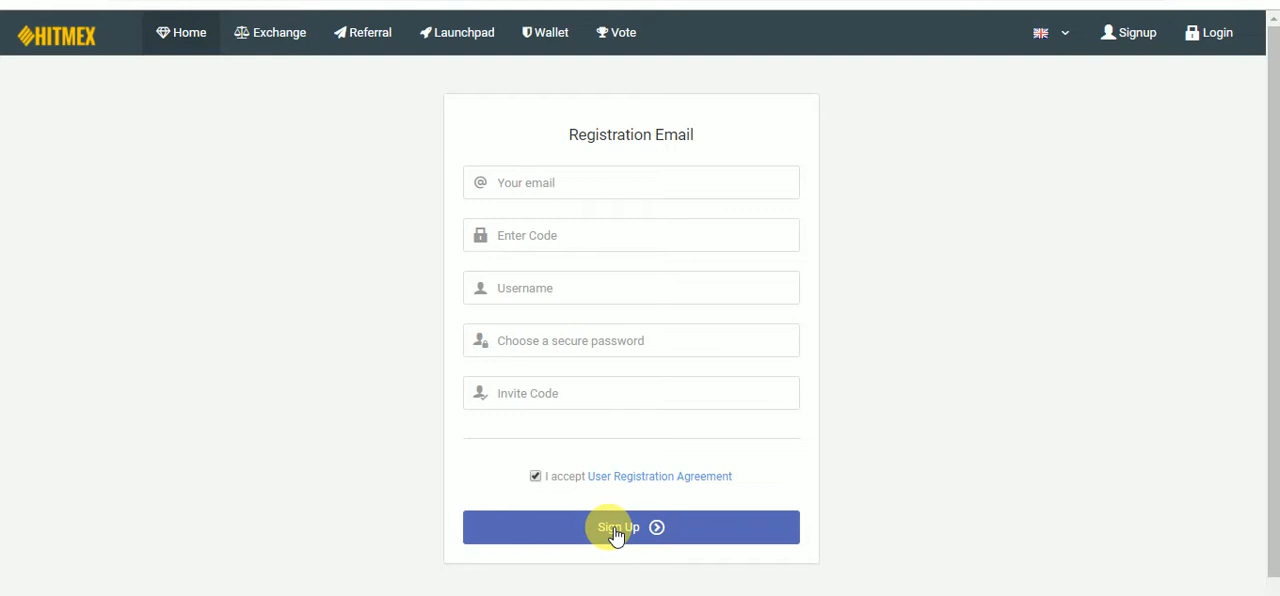 HITMEX Home Exchange Referral Launchpad Wallet Vote Signup Login
Registration Email
Your email
Enter Code
Username
Choose a secure password
Invite Code
I accept User Registration Agreement
Sign Up